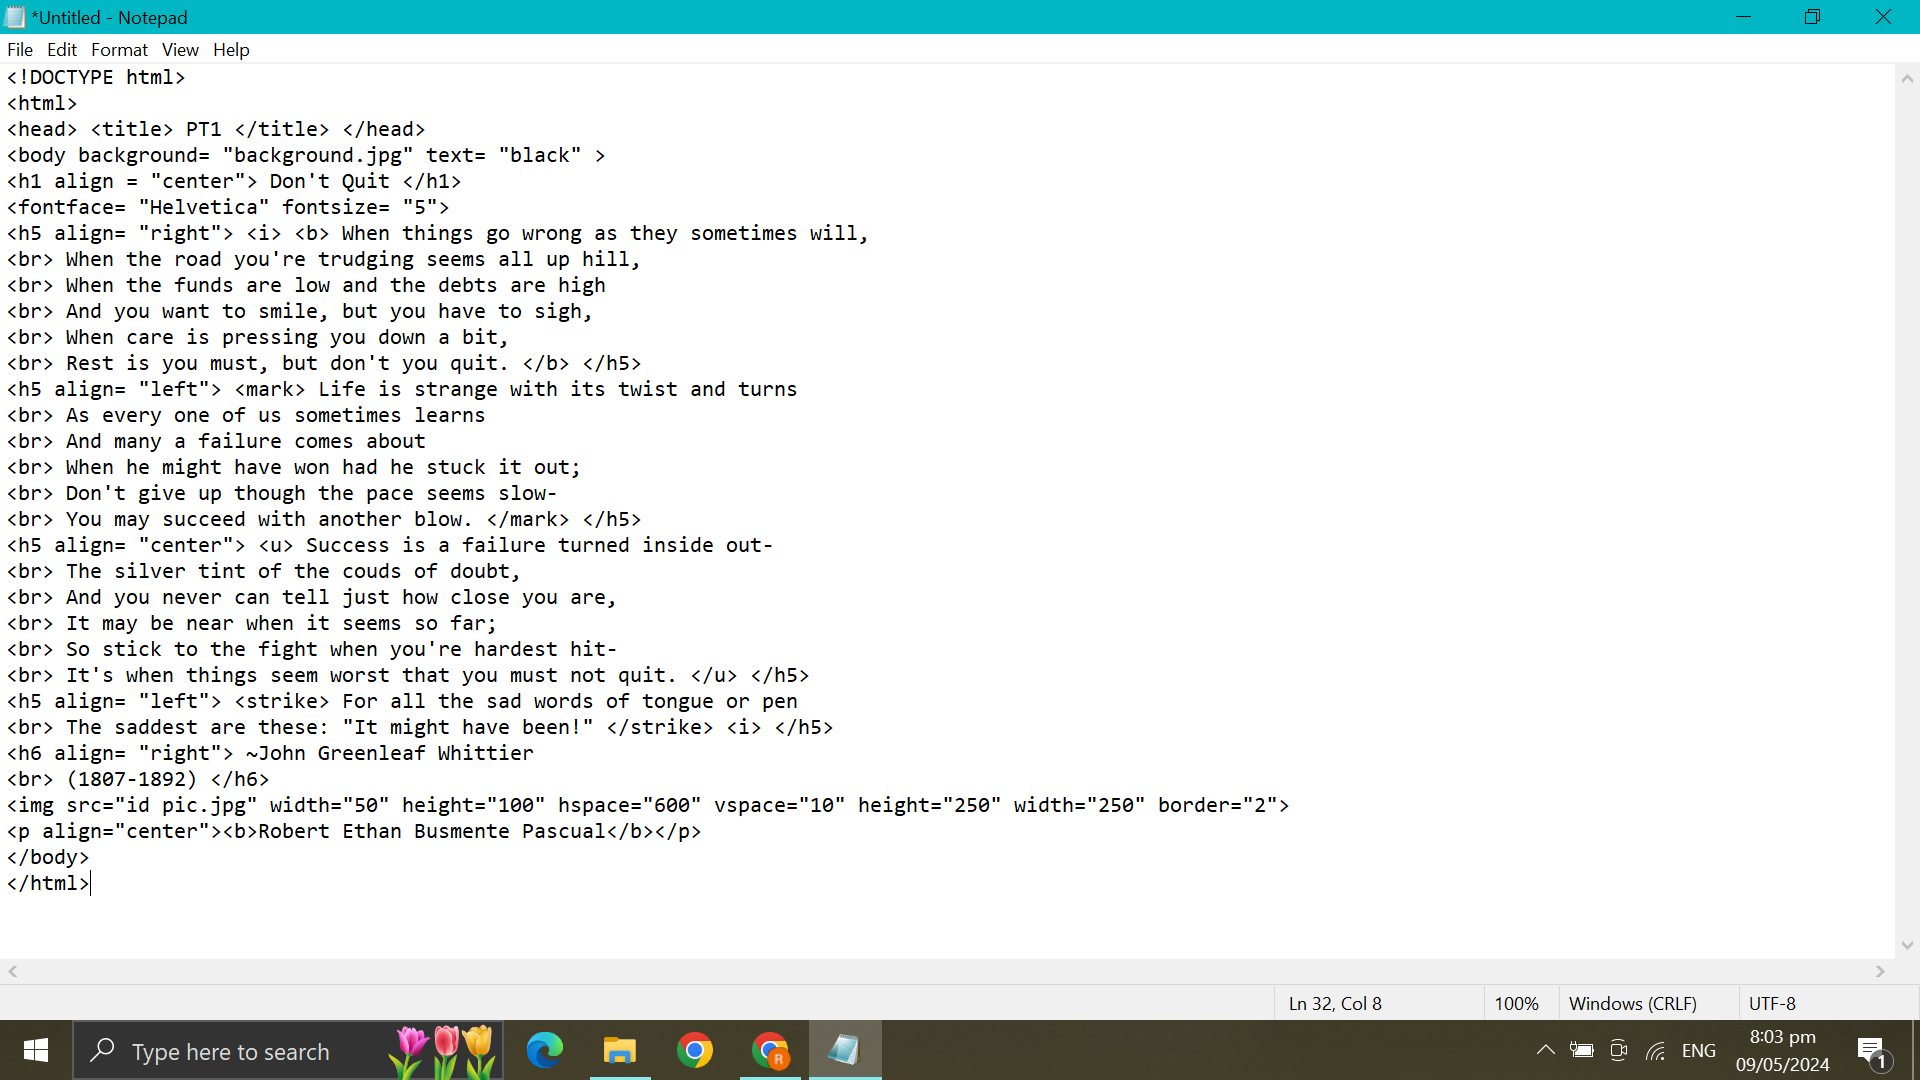 *Untitled - Notepad
File Edit Format View Help
<!DOCTYPE html>
<html>
<head> <title> PT1 </title> </head>
<body background= "background.jpg" text= "black" >
<h1 align = "center"> Don't Quit </h1>
<fontface= "Helvetica" fontsize= "5">
<h5 align= "right"> <i> <b> When things go wrong as they sometimes will,
<br> When the road you're trudging seems all up hill,
<br> When the funds are low and the debts are high
<br> And you want to smile, but you have to sigh,
<br> When care is pressing you down a bit,
<br> Rest is you must, but don't you quit. </b> </h5>
<h5 align= "left"> <mark> Life is strange with its twist and turns
<br> As every one of us sometimes learns
<br> And many a failure comes about
<br> When he might have won had he stuck it out;
<br> Don't give up though the pace seems slow-
<br> You may succeed with another blow. </mark> </h5>
<h5 align= "center"> <u> Success is a failure turned inside out-
<br> The silver tint of the couds of doubt,
<br> And you never can tell just how close you are,
<br> It may be near when it seems so far;
<br> So stick to the fight when you're hardest hit-
<br> It's when things seem worst that you must not quit. </u> </h5>
<h5 align= "left"> <strike> For all the sad words of tongue or pen
<br> The saddest are these: "It might have been!" </strike> <i> </h5>
<h6 align= "right"> ~John Greenleaf Whittier
<br> (1807-1892) </h6>
<img src="id pic.jpg" width="50" height="100" hspace="600" vspace="10" height="250" width="250" border="2">
<p align="center"><b>Robert Ethan Busmente Pascual</b></p>
</body>
</html>
Ln 32, Col 8 100% Windows (CRLF) UTF-8
Type here to search
R
ENG
8:03 pm
09/05/2024
1